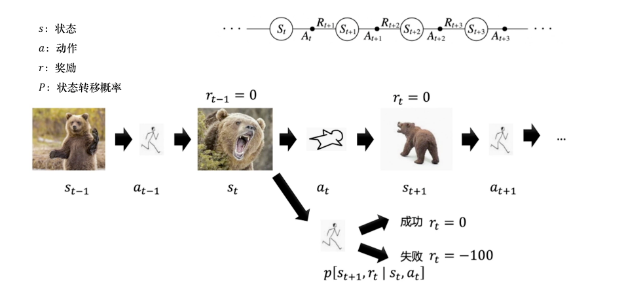 s: 状态
a: 动作
r: 奖励
P: 状态转移概率
··· S_t R_{t+1} S_{t+1} R_{t+2} S_{t+2} R_{t+3} S_{t+3} ···
A_t A_{t+1} A_{t+2} A_{t+3}
r_{t−1} = 0 r_t = 0
...
s_{t−1} a_{t−1} s_t a_t s_{t+1} a_{t+1}
成功 r_t = 0
失败 r_t = −100
p[s_{t+1}, r_t | s_t, a_t]